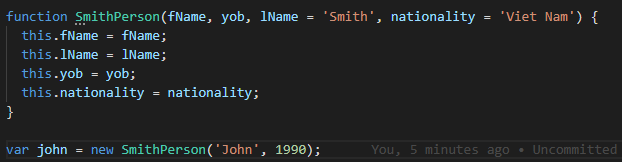 function SmithPerson(fName, yob, lName = 'Smith', nationality = 'Viet Nam') {
  this.fName = fName;
  this.lName = lName;
  this.yob = yob;
  this.nationality = nationality;
}

var john = new SmithPerson('John', 1990);      You, 5 minutes ago • Uncommitted